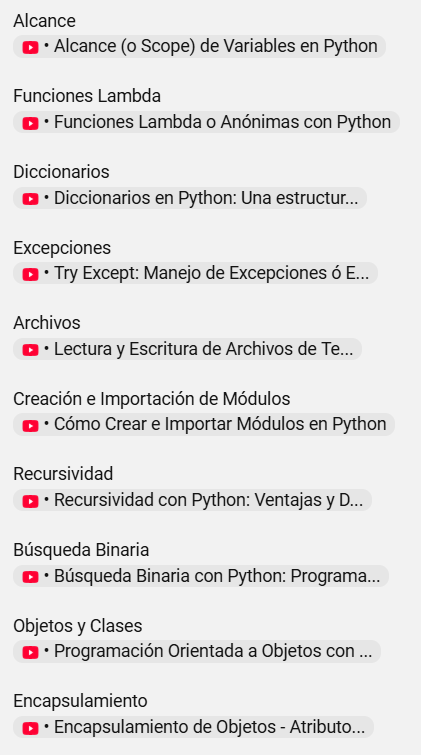 Alcance
• Alcance (o Scope) de Variables en Python
Funciones Lambda
• Funciones Lambda o Anónimas con Python
Diccionarios
• Diccionarios en Python: Una estructur...
Excepciones
• Try Except: Manejo de Excepciones ó E...
Archivos
• Lectura y Escritura de Archivos de Te...
Creación e Importación de Módulos
• Cómo Crear e Importar Módulos en Python
Recursividad
• Recursividad con Python: Ventajas y D...
Búsqueda Binaria
• Búsqueda Binaria con Python: Programa...
Objetos y Clases
• Programación Orientada a Objetos con ...
Encapsulamiento
• Encapsulamiento de Objetos - Atributo...